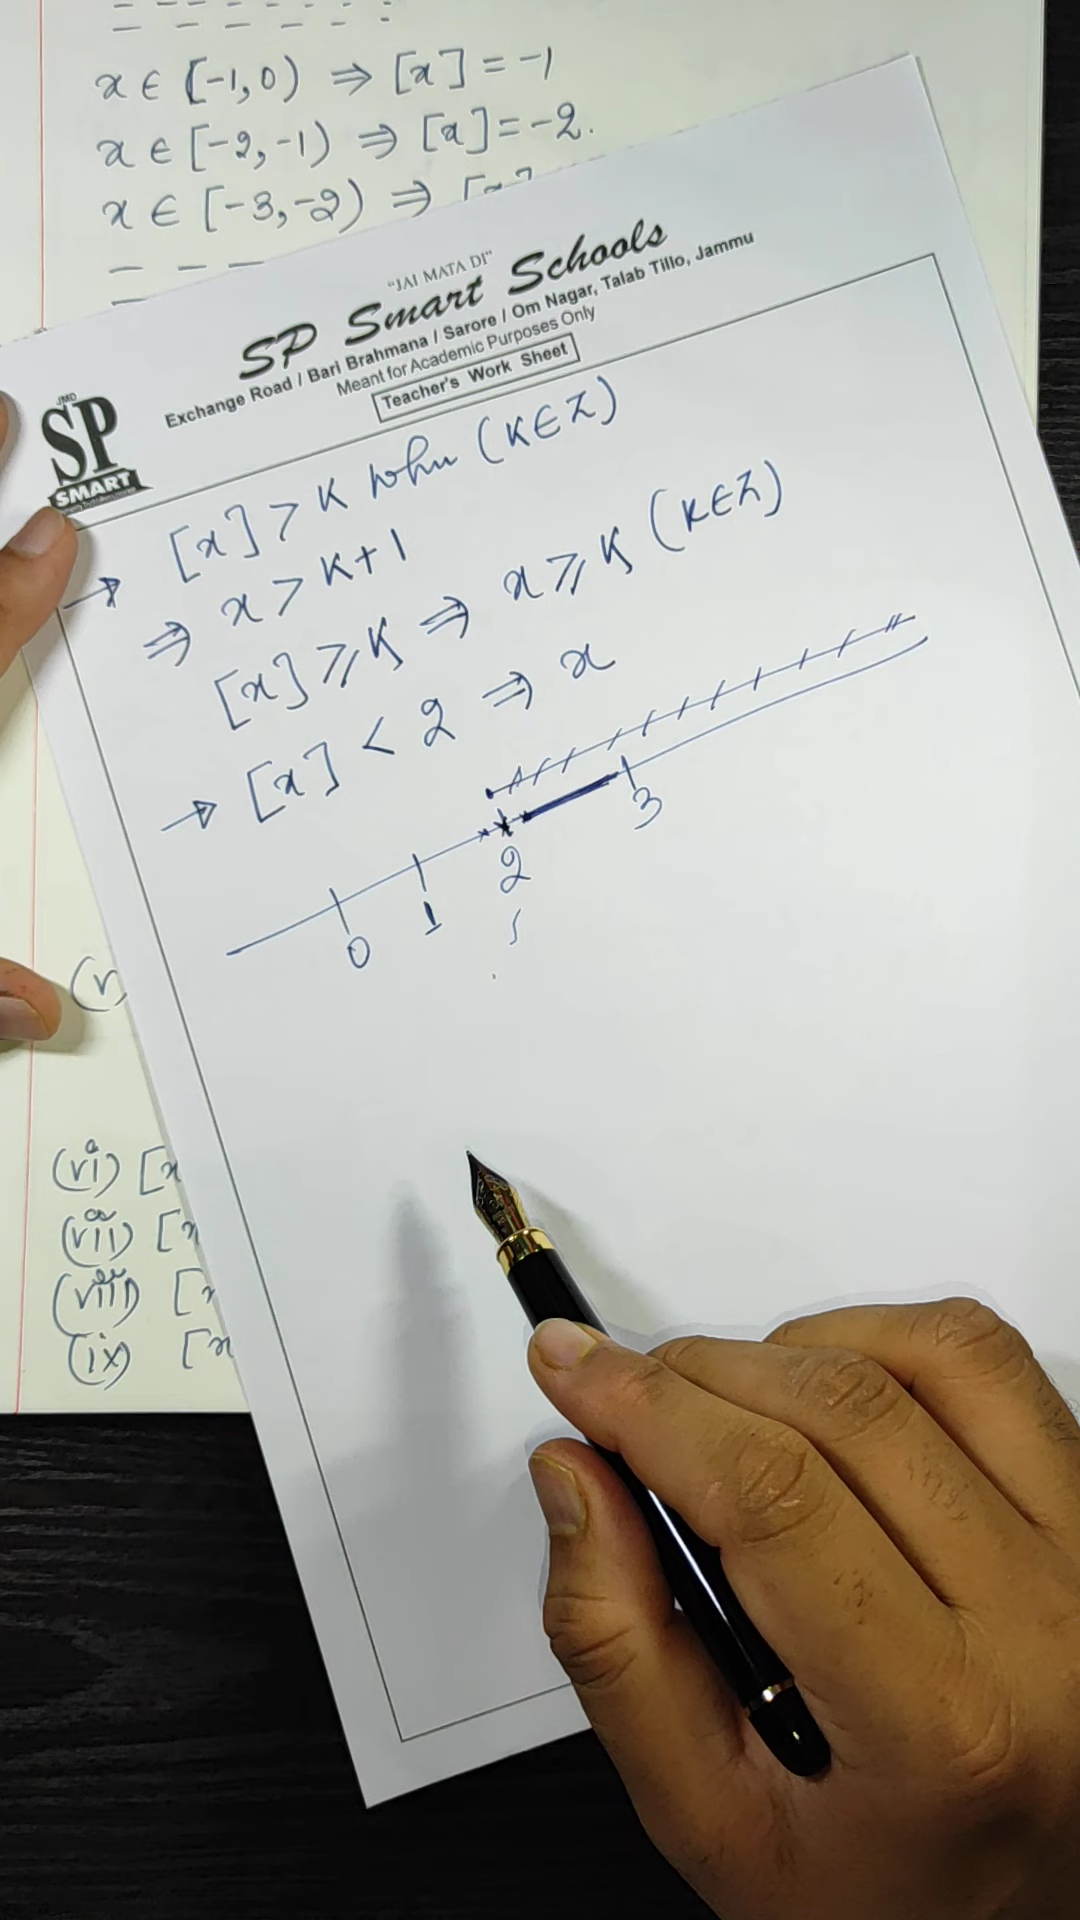 x ∈ [-1,0) ⇒ [x] = -1
x ∈ [-2,-1) ⇒ [x] = -2.
x ∈ [-3,-2) ⇒ [x]
"JAI MATA DI"
SP Smart Schools
Exchange Road / Bari Brahmana / Sarore / Om Nagar, Talab Tillo, Jammu
Meant for Academic Purposes Only
Teacher's Work Sheet
JMD
SP
SMART
→ [x] > K when (K∈Z)
⇒ x > K+1
[x] ⩾ K ⇒ x ⩾ K (K∈Z)
→ [x] < 2 ⇒ x
0 1 2 3
(v)
(vi) [x
(vii) [x
(viii) [x
(ix) [x